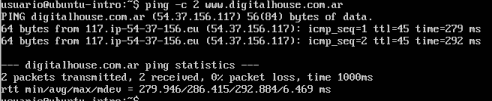 usuario@ubuntu-intro:~$ ping -c 2 www.digitalhouse.com.ar
PING digitalhouse.com.ar (54.37.156.117) 56(84) bytes of data.
64 bytes from 117.ip-54-37-156.eu (54.37.156.117): icmp_seq=1 ttl=45 time=279 ms
64 bytes from 117.ip-54-37-156.eu (54.37.156.117): icmp_seq=2 ttl=45 time=292 ms

--- digitalhouse.com.ar ping statistics ---
2 packets transmitted, 2 received, 0% packet loss, time 1000ms
rtt min/avg/max/mdev = 279.946/286.415/292.884/6.469 ms
usuario@ubuntu-intro:~$